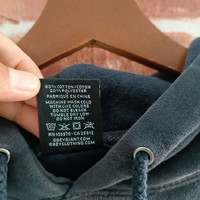 80% COTTON/COTTON
20% POLYESTER
FABRIQUE EN CHINE
MACHINE WASH COLD
WITH LIKE COLORS
DO NOT BLEACH
TUMBLE DRY LOW
DO NOT IRON
OBEYGIANT.COM
OBEYCLOTHING.COM